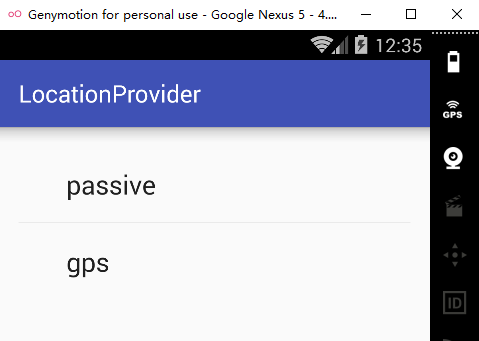 Genymotion for personal use - Google Nexus 5 - 4....
12:35
GPS
LocationProvider
passive
gps
ID